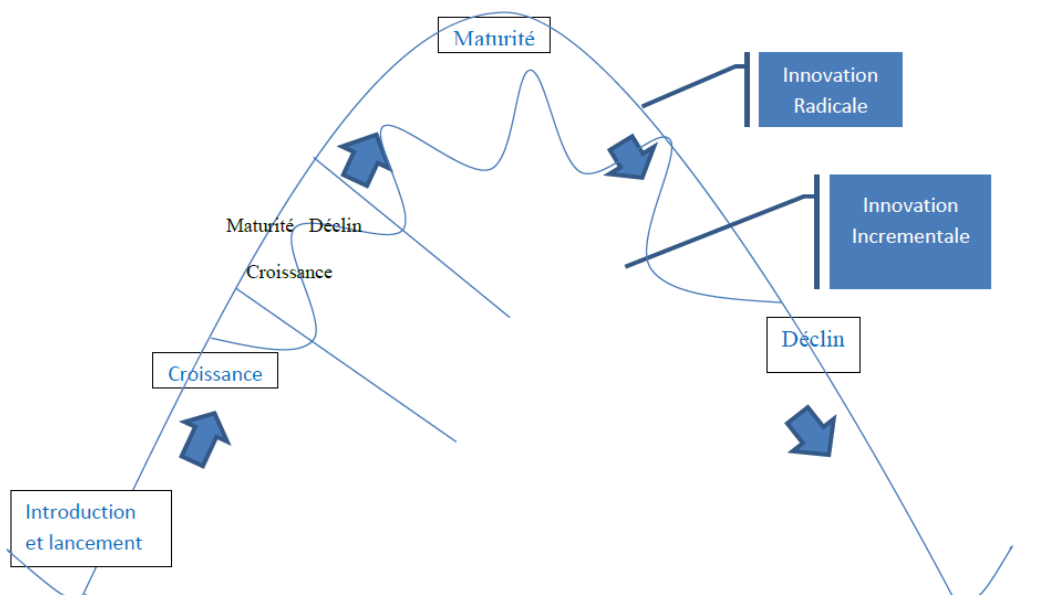 Maturité
Innovation
Radicale
Innovation
Incrementale
Maturité Déclin
Croissance
Déclin
Croissance
Introduction
et lancement